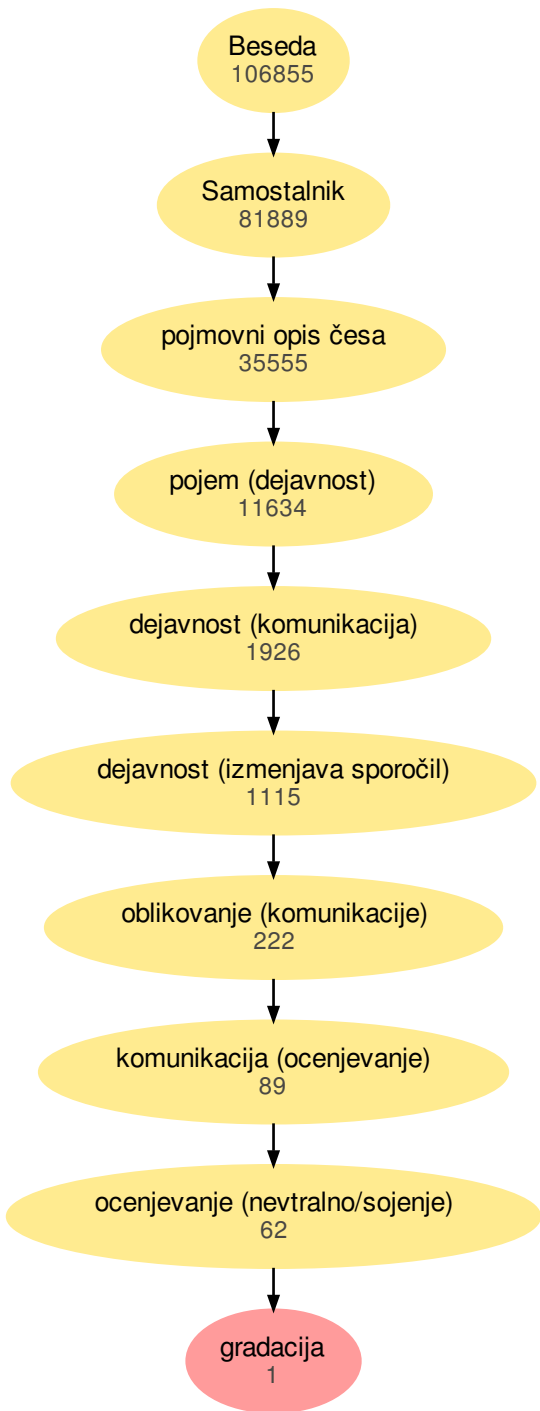 Beseda
106855
Samostalnik
81889
pojmovni opis česa
35555
pojem (dejavnost)
11634
dejavnost (komunikacija)
1926
dejavnost (izmenjava sporočil)
1115
oblikovanje (komunikacije)
222
komunikacija (ocenjevanje)
89
ocenjevanje (nevtralno/sojenje)
62
gradacija
1